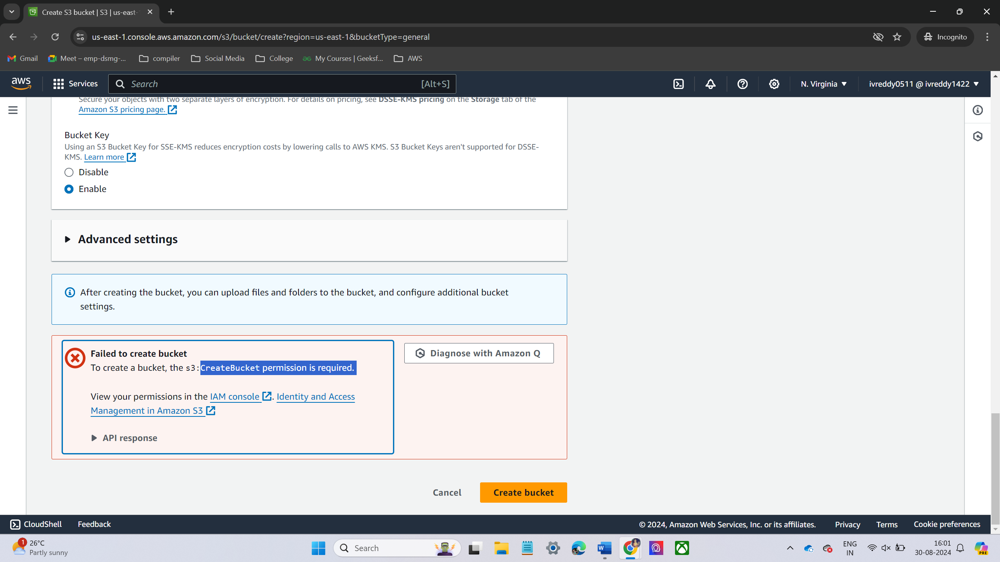 Create S3 bucket | S3 | us-east-
us-east-1.console.aws.amazon.com/s3/bucket/create?region=us-east-1&bucketType=general
Incognito
Gmail
Meet – emp-dsmg-...
compiler
Social Media
College
My Courses | Geeksf...
AWS
aws
Services
Search
[Alt+S]
N. Virginia
ivreddy0511 @ ivreddy1422
Secure your objects with two separate layers of encryption. For details on pricing, see DSSE-KMS pricing on the Storage tab of the
Amazon S3 pricing page.
Bucket Key
Using an S3 Bucket Key for SSE-KMS reduces encryption costs by lowering calls to AWS KMS. S3 Bucket Keys aren't supported for DSSE-
KMS. Learn more
Disable
Enable
Advanced settings
After creating the bucket, you can upload files and folders to the bucket, and configure additional bucket
settings.
Failed to create bucket
Diagnose with Amazon Q
To create a bucket, the s3:CreateBucket permission is required.
View your permissions in the IAM console. Identity and Access
Management in Amazon S3
API response
Cancel
Create bucket
CloudShell
Feedback
© 2024, Amazon Web Services, Inc. or its affiliates.
Privacy
Terms
Cookie preferences
1
26°C
Partly sunny
Search
W
ENG
IN
16:01
30-08-2024
PRE